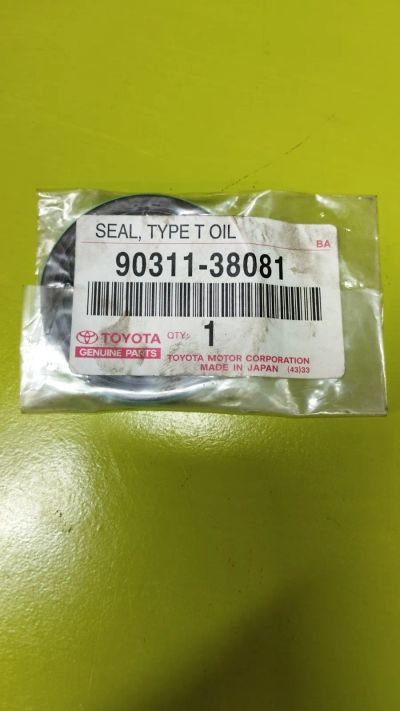 SEAL, TYPE T OIL
BA
90311-38081
TOYOTA
GENUINE PARTS
QTY.
1
TOYOTA MOTOR CORPORATION
MADE IN JAPAN (43)33